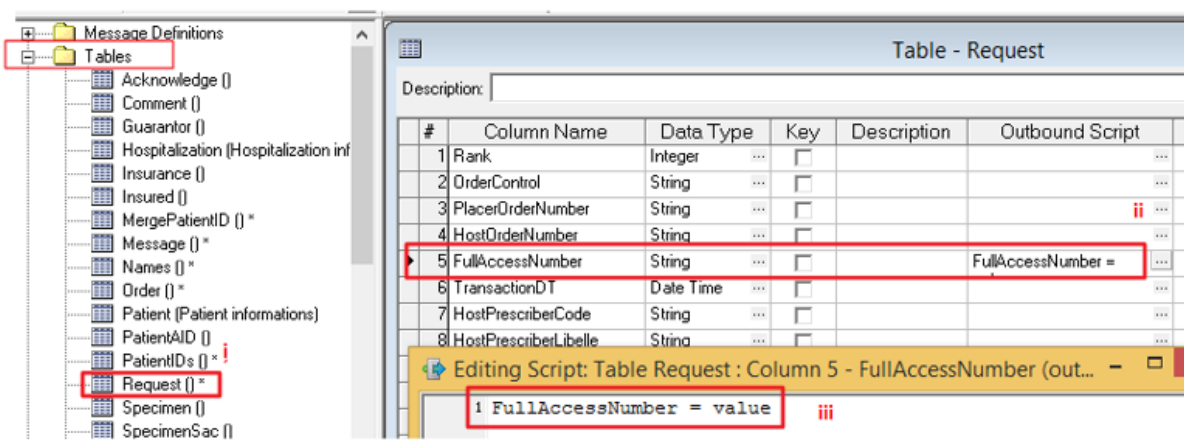 Message Definitions
Tables
Acknowledge ()
Comment ()
Guarantor ()
Hospitalization (Hospitalization inf
Insurance ()
Insured ()
MergePatientID () *
Message () *
Names () *
Order () *
Patient (Patient informations)
PatientAID ()
PatientIDs () *
i
Request () *
Specimen ()
SpecimenSac ()
Table - Request
Description:
# Column Name Data Type Key Description Outbound Script
1 Rank Integer ...
2 OrderControl String ...
3 PlacerOrderNumber String ... ii ...
4 HostOrderNumber String ...
5 FullAccessNumber String ... FullAccessNumber = ...
6 TransactionDT Date Time ...
7 HostPrescriberCode String ...
8 HostPrescriberLibelle String ...
Editing Script: Table Request : Column 5 - FullAccessNumber (out...
1 FullAccessNumber = value iii